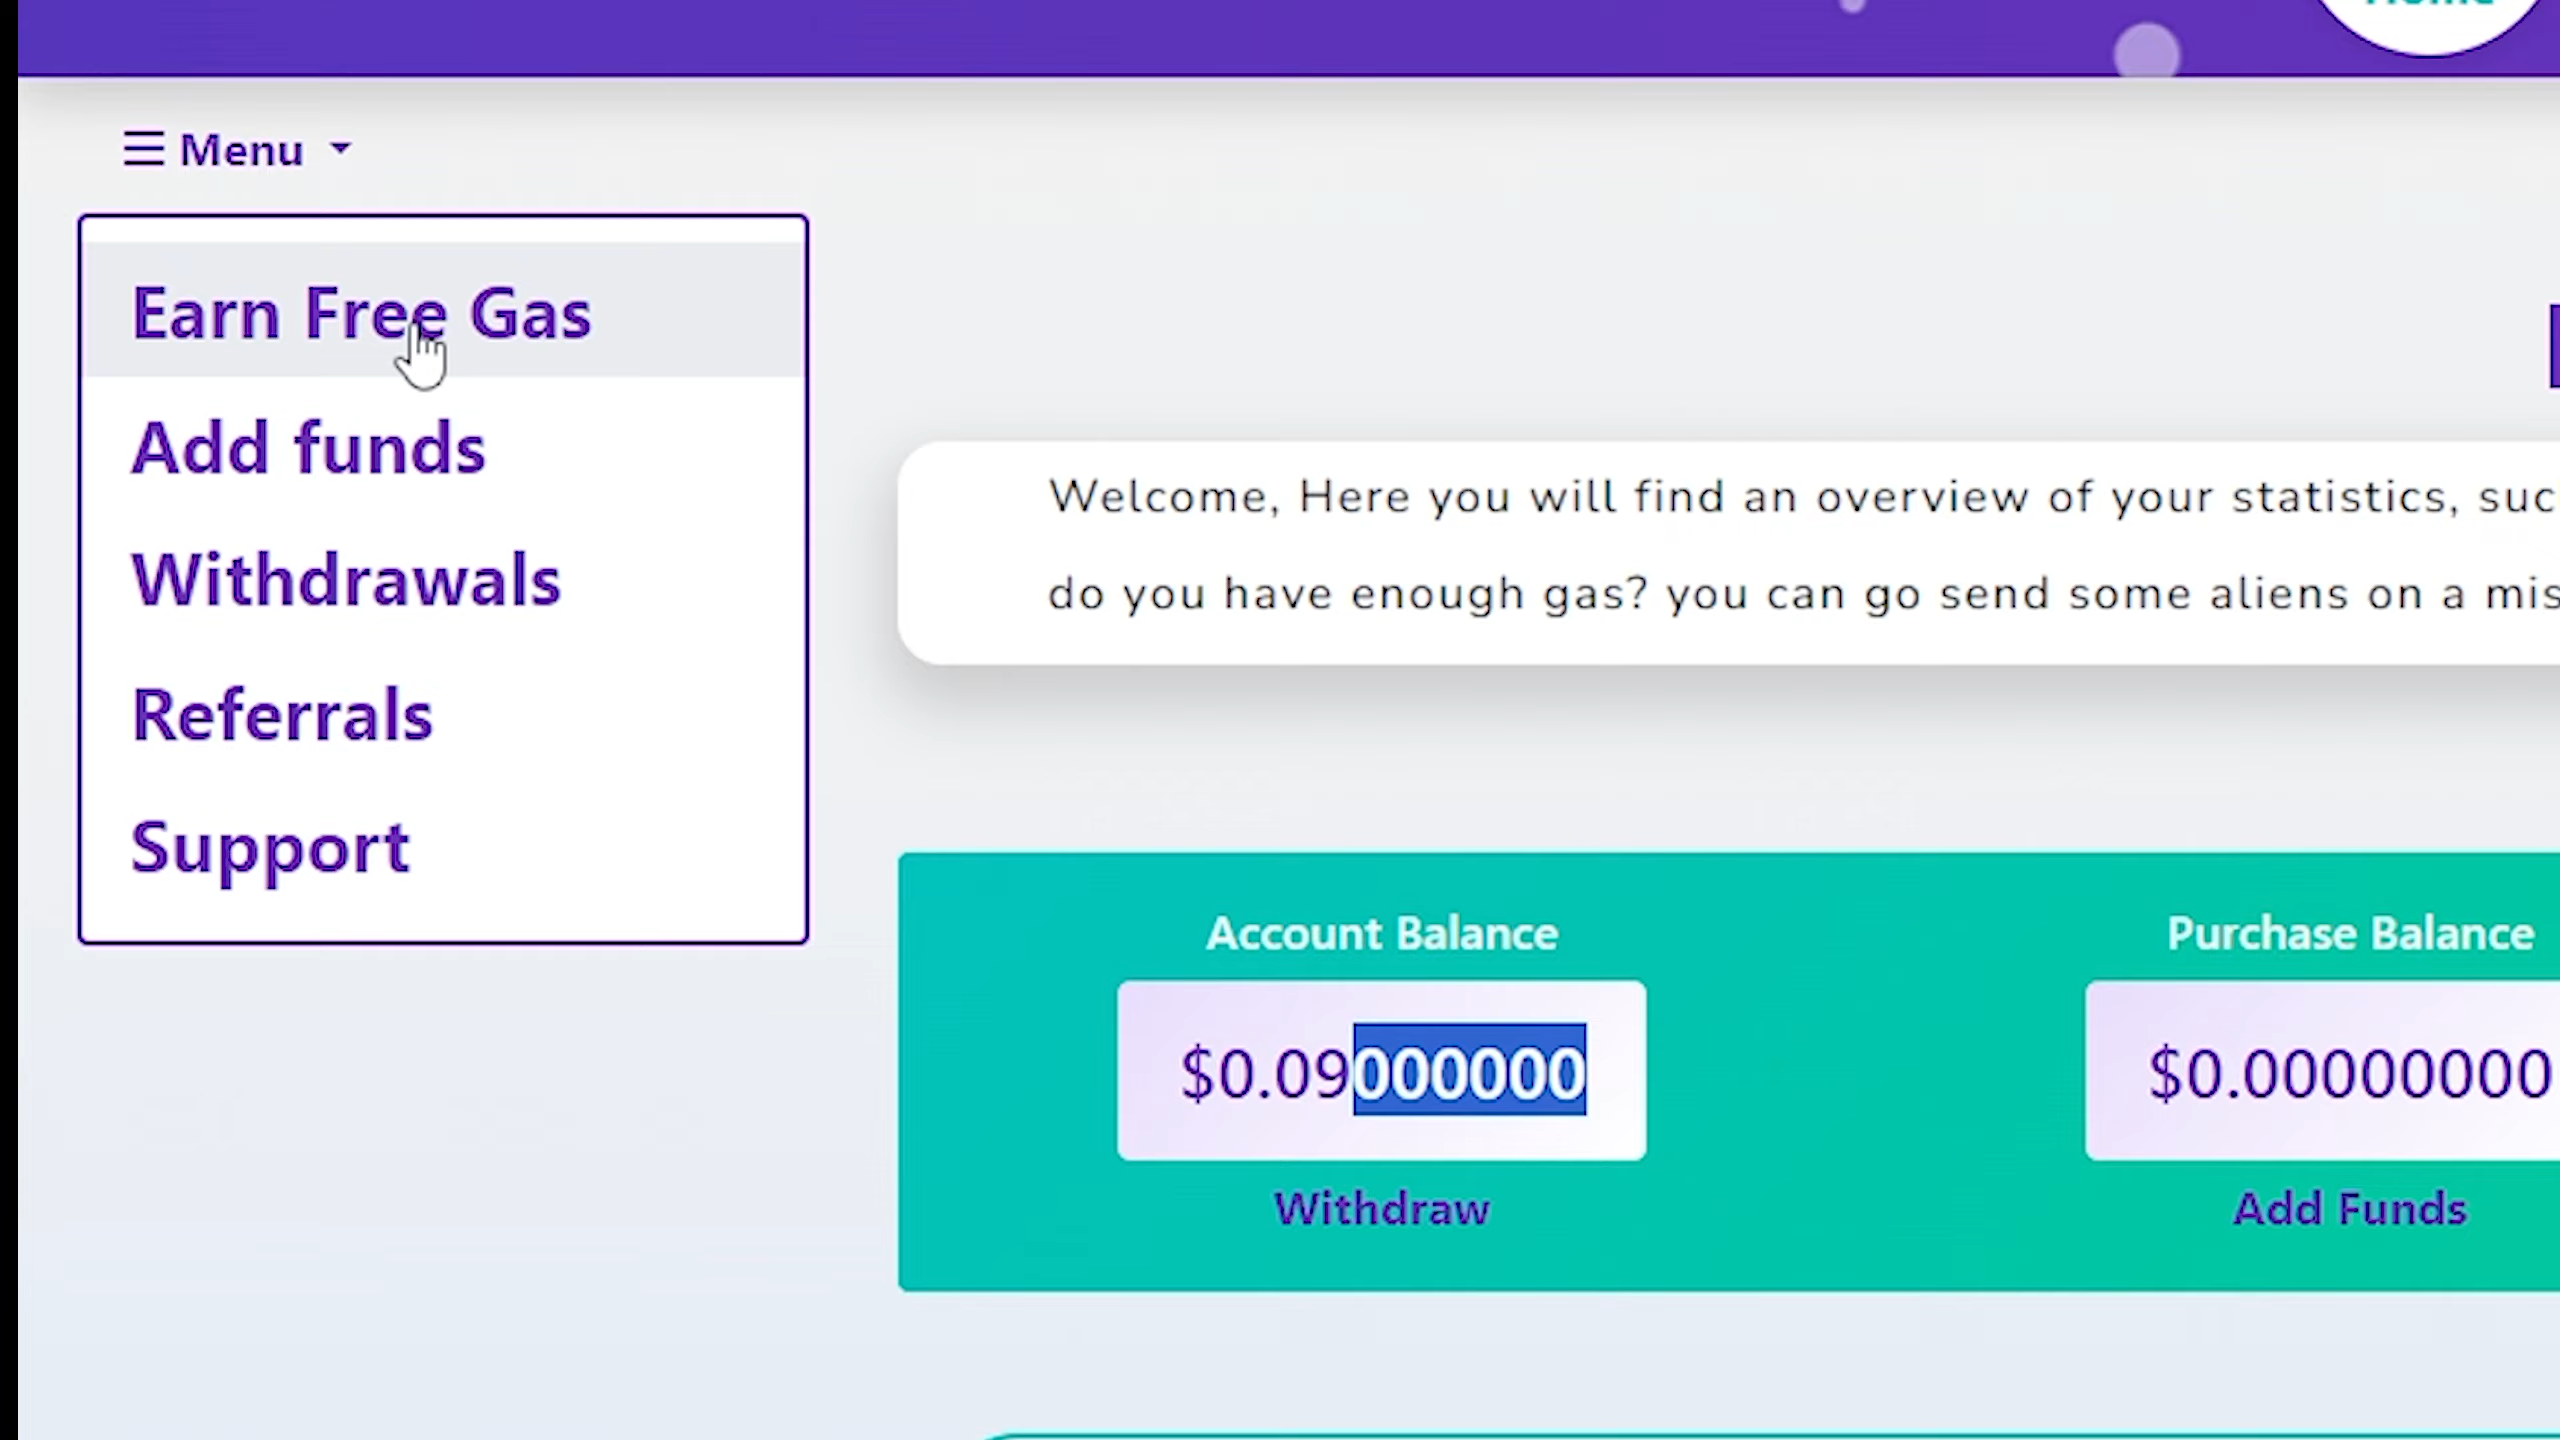 Menu
Earn Free Gas
Add funds
Withdrawals
Referrals
Support
Welcome, Here you will find an overview of your statistics, suc
do you have enough gas? you can go send some aliens on a mis
Account Balance
$0.09000000
Withdraw
Purchase Balance
$0.00000000
Add Funds